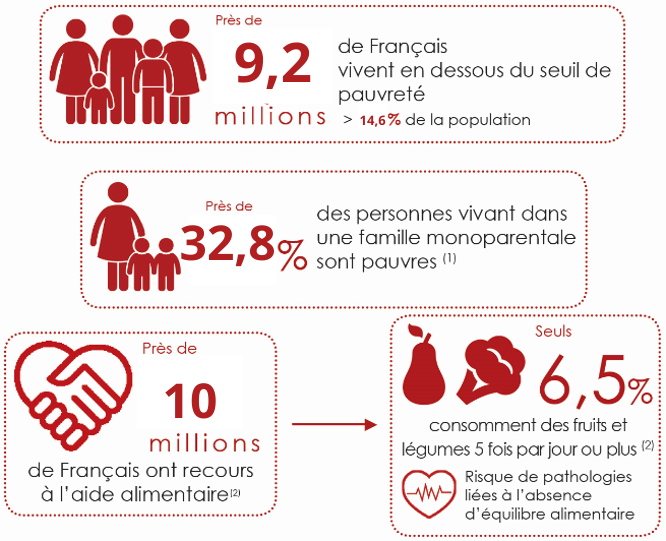 Près de
9,2
millions
de Français
vivent en dessous du seuil de
pauvreté
> 14,6% de la population
Près de
32,8%
des personnes vivant dans
une famille monoparentale
sont pauvres (1)
Près de
10
millions
de Français ont recours
à l'aide alimentaire(2)
Seuls
6,5%
consomment des fruits et
légumes 5 fois par jour ou plus (2)
Risque de pathologies
liées à l'absence
d'équilibre alimentaire